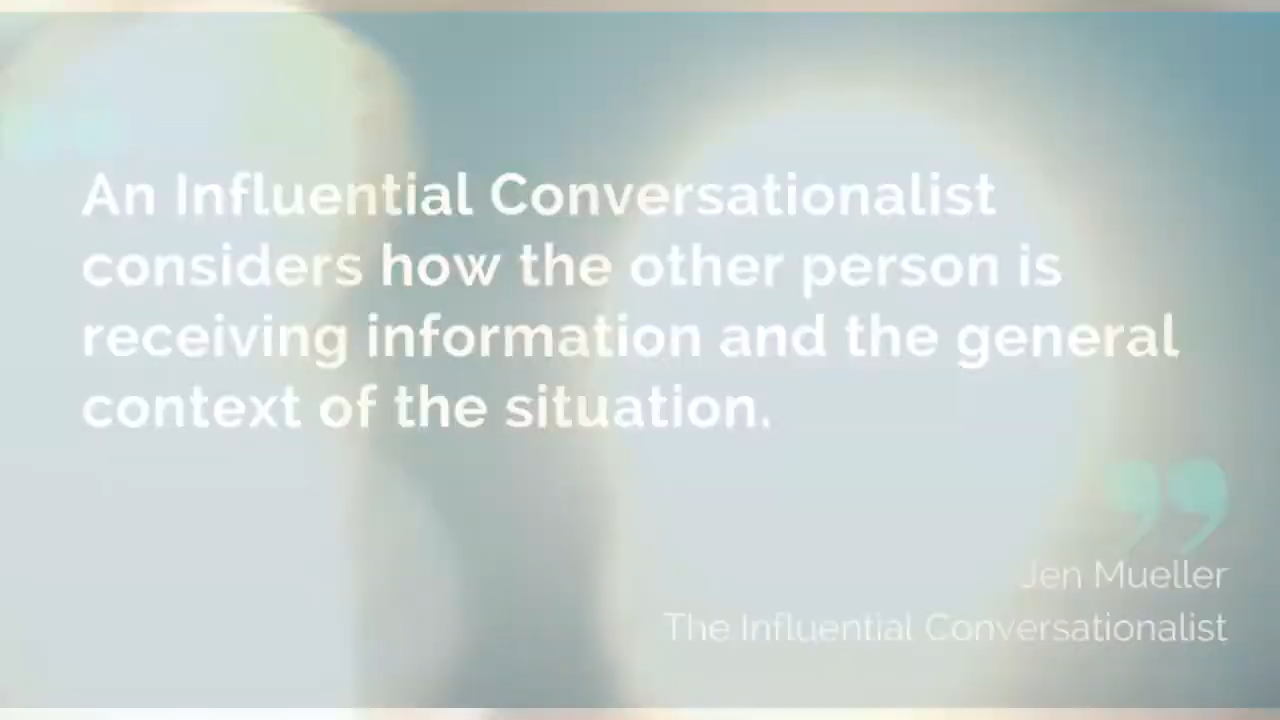 An Influential Conversationalist
considers how the other person is
receiving information and the general
context of the situation.
”
Jen Mueller
The Influential Conversationalist